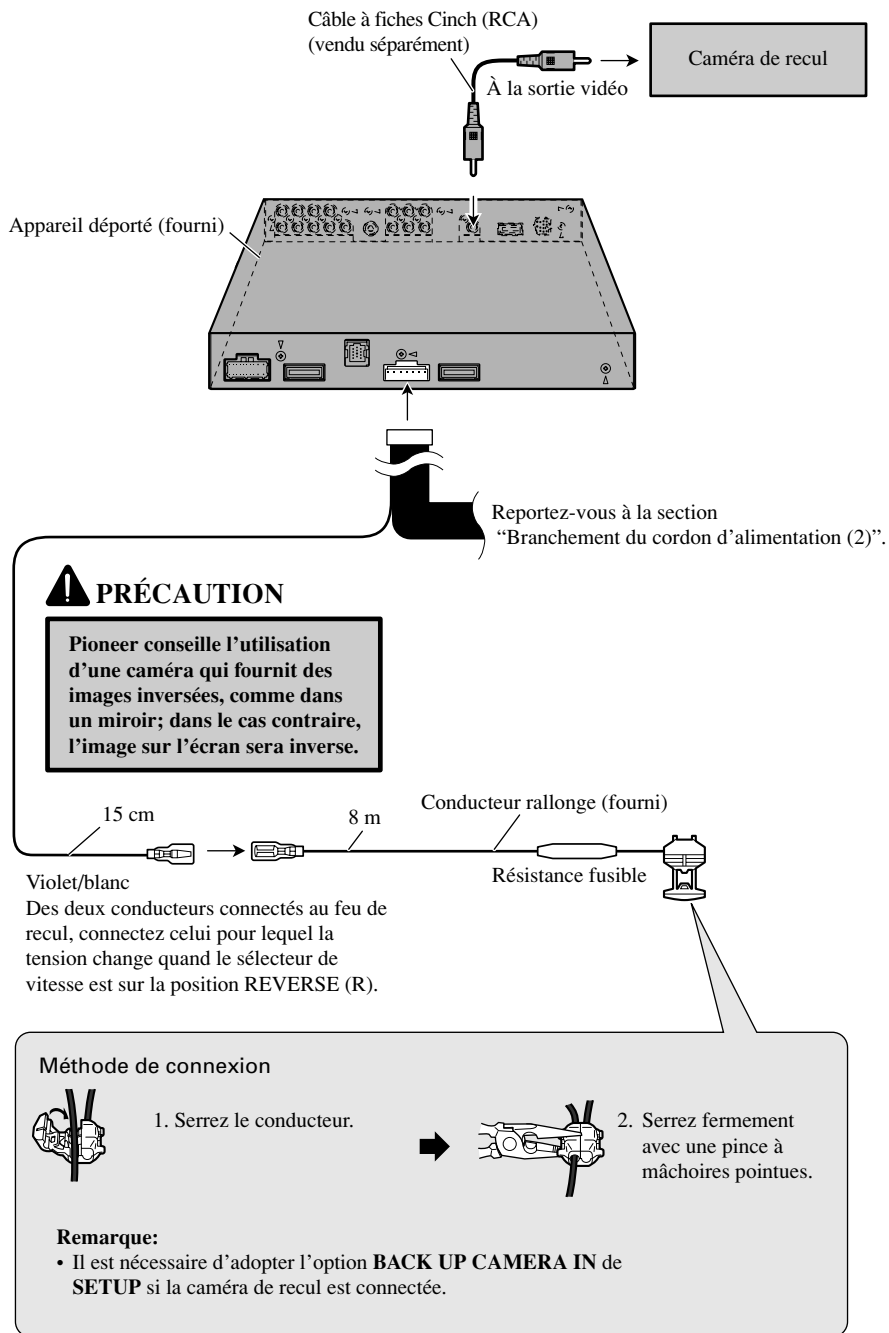 Câble à fiches Cinch (RCA)
(vendu séparément)
Caméra de recul
À la sortie vidéo
Appareil déporté (fourni)
Reportez-vous à la section
“Branchement du cordon d’alimentation (2)”.
PRÉCAUTION
Pioneer conseille l’utilisation
d’une caméra qui fournit des
images inversées, comme dans
un miroir; dans le cas contraire,
l’image sur l’écran sera inverse.
15 cm
8 m
Conducteur rallonge (fourni)
Résistance fusible
Violet/blanc
Des deux conducteurs connectés au feu de
recul, connectez celui pour lequel la
tension change quand le sélecteur de
vitesse est sur la position REVERSE (R).
Méthode de connexion
1. Serrez le conducteur.
2. Serrez fermement
avec une pince à
mâchoires pointues.
Remarque:
• Il est nécessaire d’adopter l’option BACK UP CAMERA IN de
SETUP si la caméra de recul est connectée.